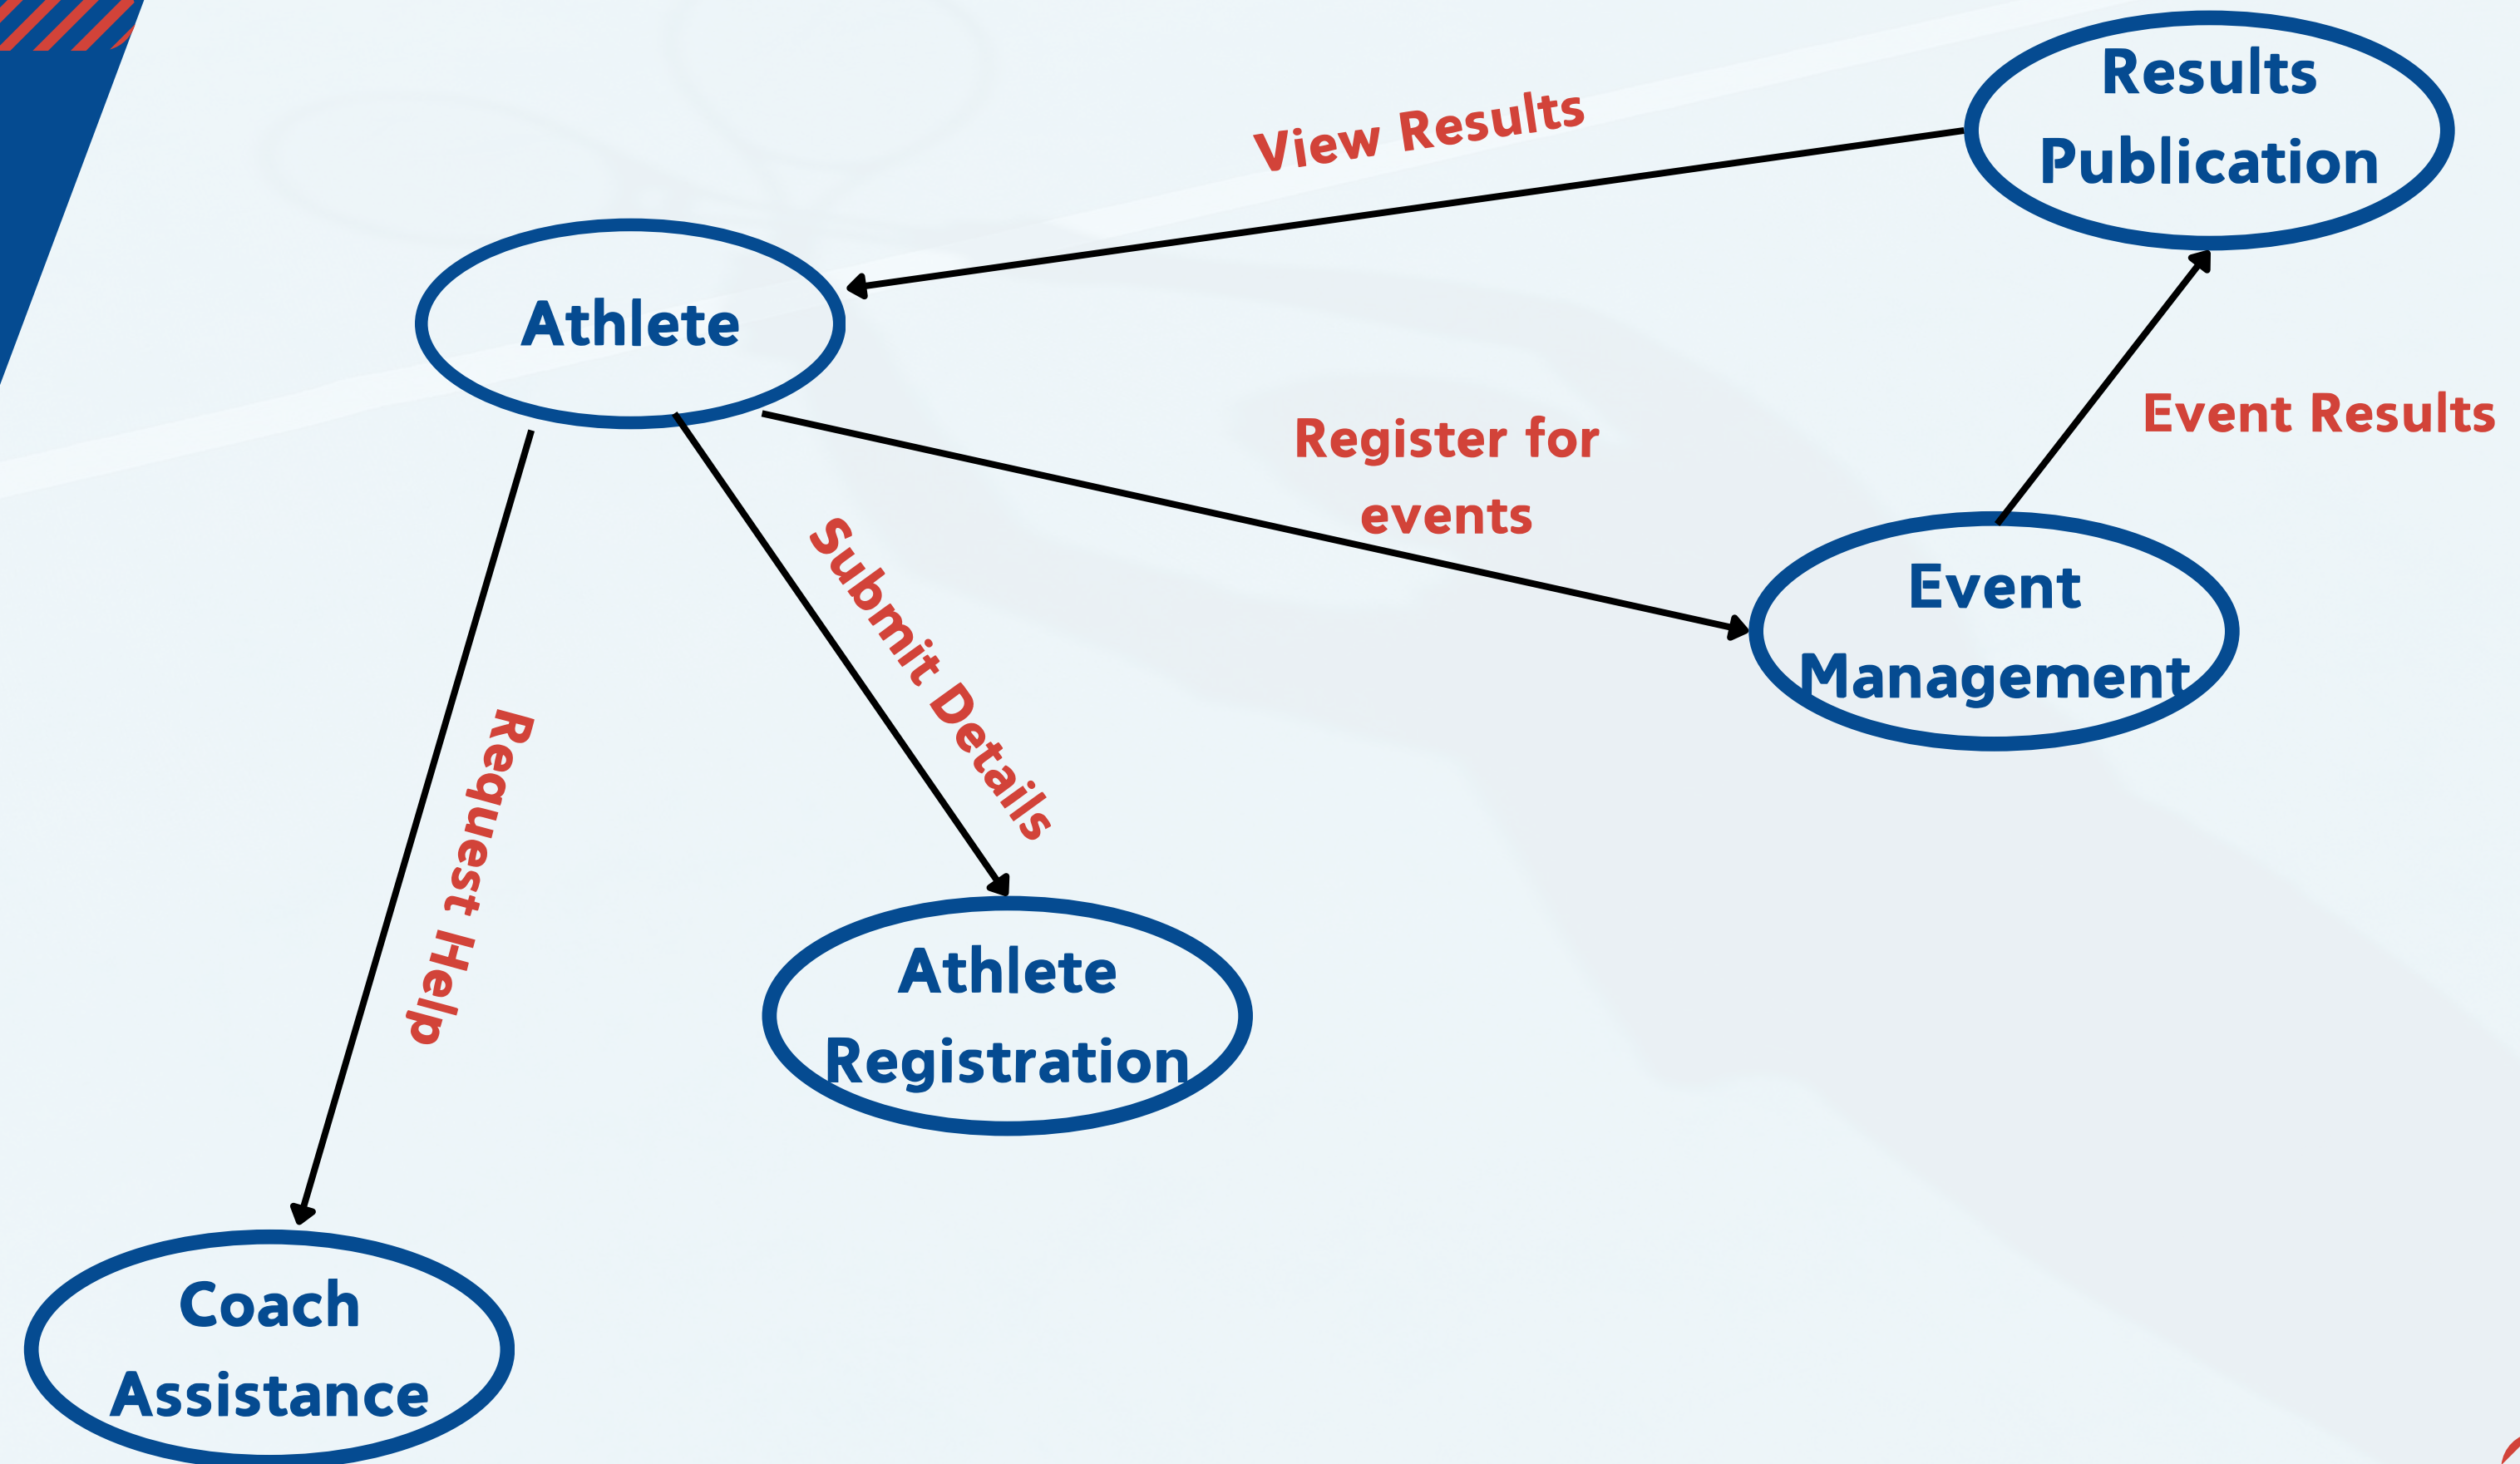 Results
Publication
View Results
Athlete
Event Results
Register for
events
Event
Management
Submit Details
Request Help
Athlete
Registration
Coach
Assistance